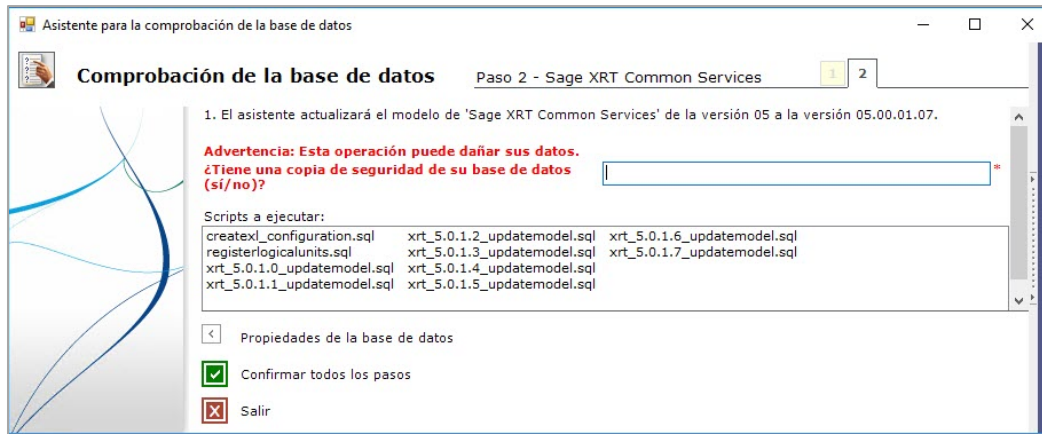 Asistente para la comprobación de la base de datos
Comprobación de la base de datos
Paso 2 - Sage XRT Common Services
1
2
1. El asistente actualizará el modelo de 'Sage XRT Common Services' de la versión 05 a la versión 05.00.01.07.
Advertencia: Esta operación puede dañar sus datos.
¿Tiene una copia de seguridad de su base de datos
(sí/no)?
*
Scripts a ejecutar:
createxl_configuration.sql xrt_5.0.1.2_updatemodel.sql xrt_5.0.1.6_updatemodel.sql
registerlogicalunits.sql xrt_5.0.1.3_updatemodel.sql xrt_5.0.1.7_updatemodel.sql
xrt_5.0.1.0_updatemodel.sql xrt_5.0.1.4_updatemodel.sql
xrt_5.0.1.1_updatemodel.sql xrt_5.0.1.5_updatemodel.sql
Propiedades de la base de datos
Confirmar todos los pasos
Salir